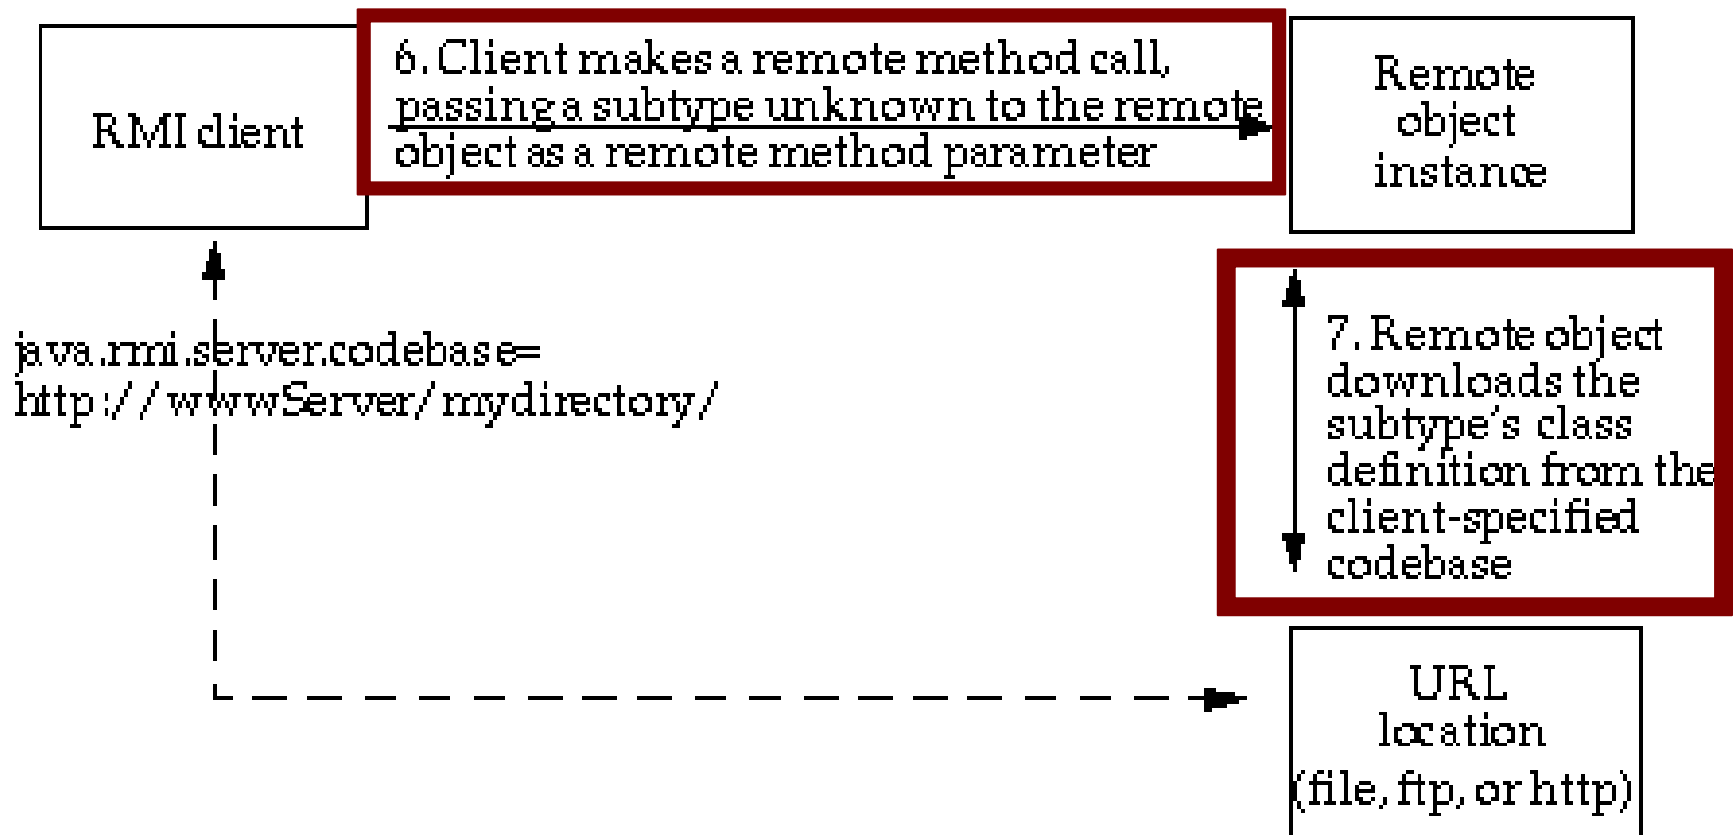 RMI client
6. Client makes a remote method call,
passing a subtype unknown to the remote
object as a remote method parameter
Remote
object
instance
java.rmi.server.codebase=
http://wwwServer/mydirectory/
7. Remote object
downloads the
subtype's class
definition from the
client-specified
codebase
URL
location
(file, ftp, or http)